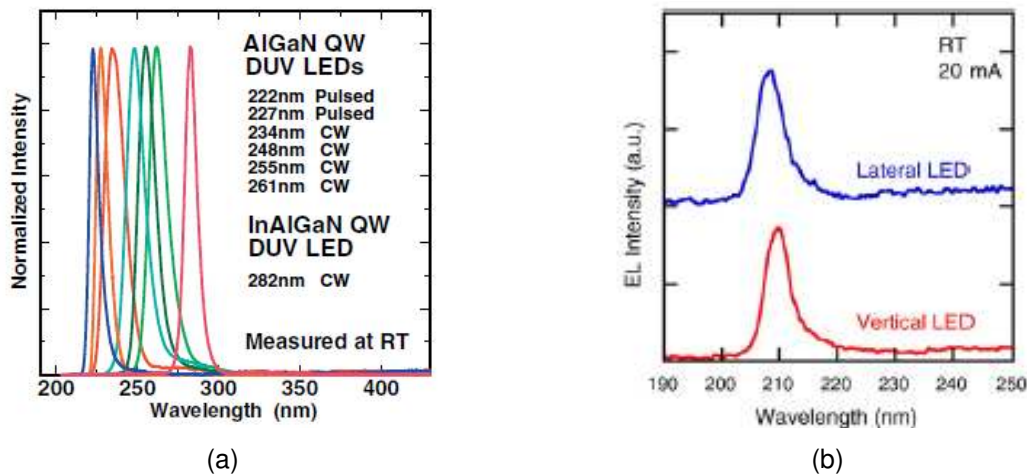 AlGaN QW
DUV LEDs
222nm Pulsed
227nm Pulsed
234nm CW
248nm CW
255nm CW
261nm CW
InAlGaN QW
DUV LED
282nm CW
Measured at RT
Normalized Intensity
200 250 300 350 400
Wavelength (nm)
(a)
RT
20 mA
Lateral LED
Vertical LED
EL Intensity (a.u.)
190 200 210 220 230 240 250
Wavelength (nm)
(b)